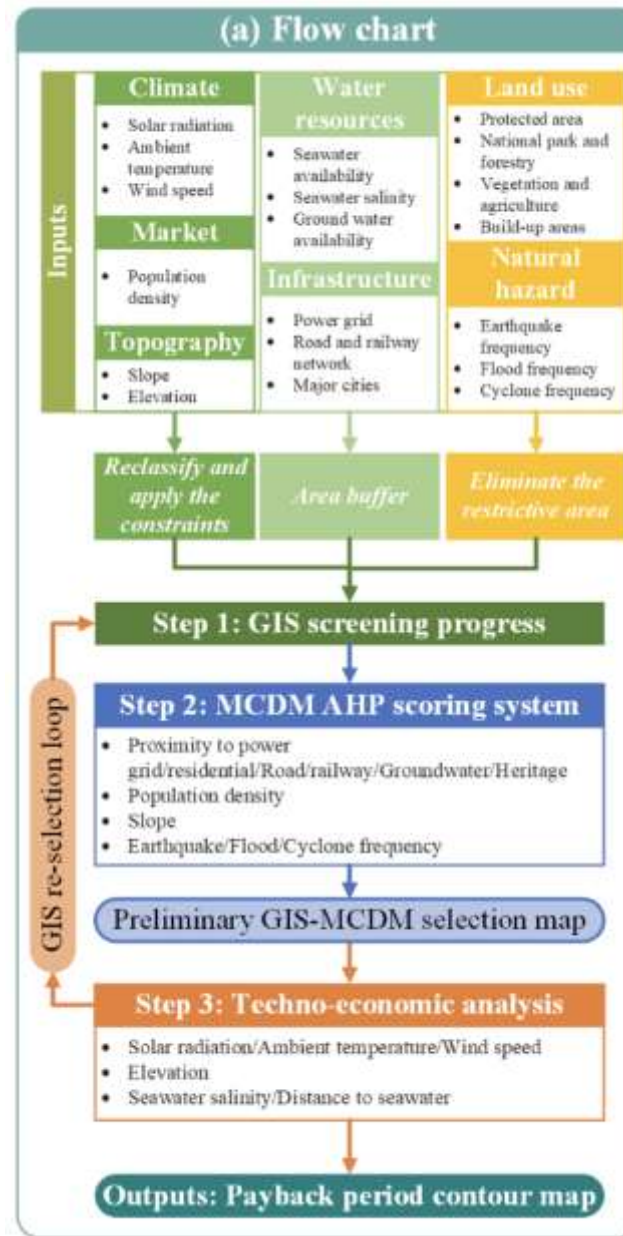 (a) Flow chart
Inputs
Climate
• Solar radiation
• Ambient
temperature
• Wind speed
Market
• Population
density
Topography
• Slope
• Elevation
Water
resources
• Seawater
availability
• Seawater salinity
• Ground water
availability
Infrastructure
• Power grid
• Road and railway
network
• Major cities
Land use
• Protected area
• National park and
forestry
• Vegetation and
agriculture
• Build-up areas
Natural
hazard
• Earthquake
frequency
• Flood frequency
• Cyclone frequency
Reclassify and
apply the
constraints
Area buffer
Eliminate the
restrictive area
Step 1: GIS screening progress
GIS re-selection loop
Step 2: MCDM AHP scoring system
• Proximity to power
grid/residential/Road/railway/Groundwater/Heritage
• Population density
• Slope
• Earthquake/Flood/Cyclone frequency
Preliminary GIS-MCDM selection map
Step 3: Techno-economic analysis
• Solar radiation/Ambient temperature/Wind speed
• Elevation
• Seawater salinity/Distance to seawater
Outputs: Payback period contour map